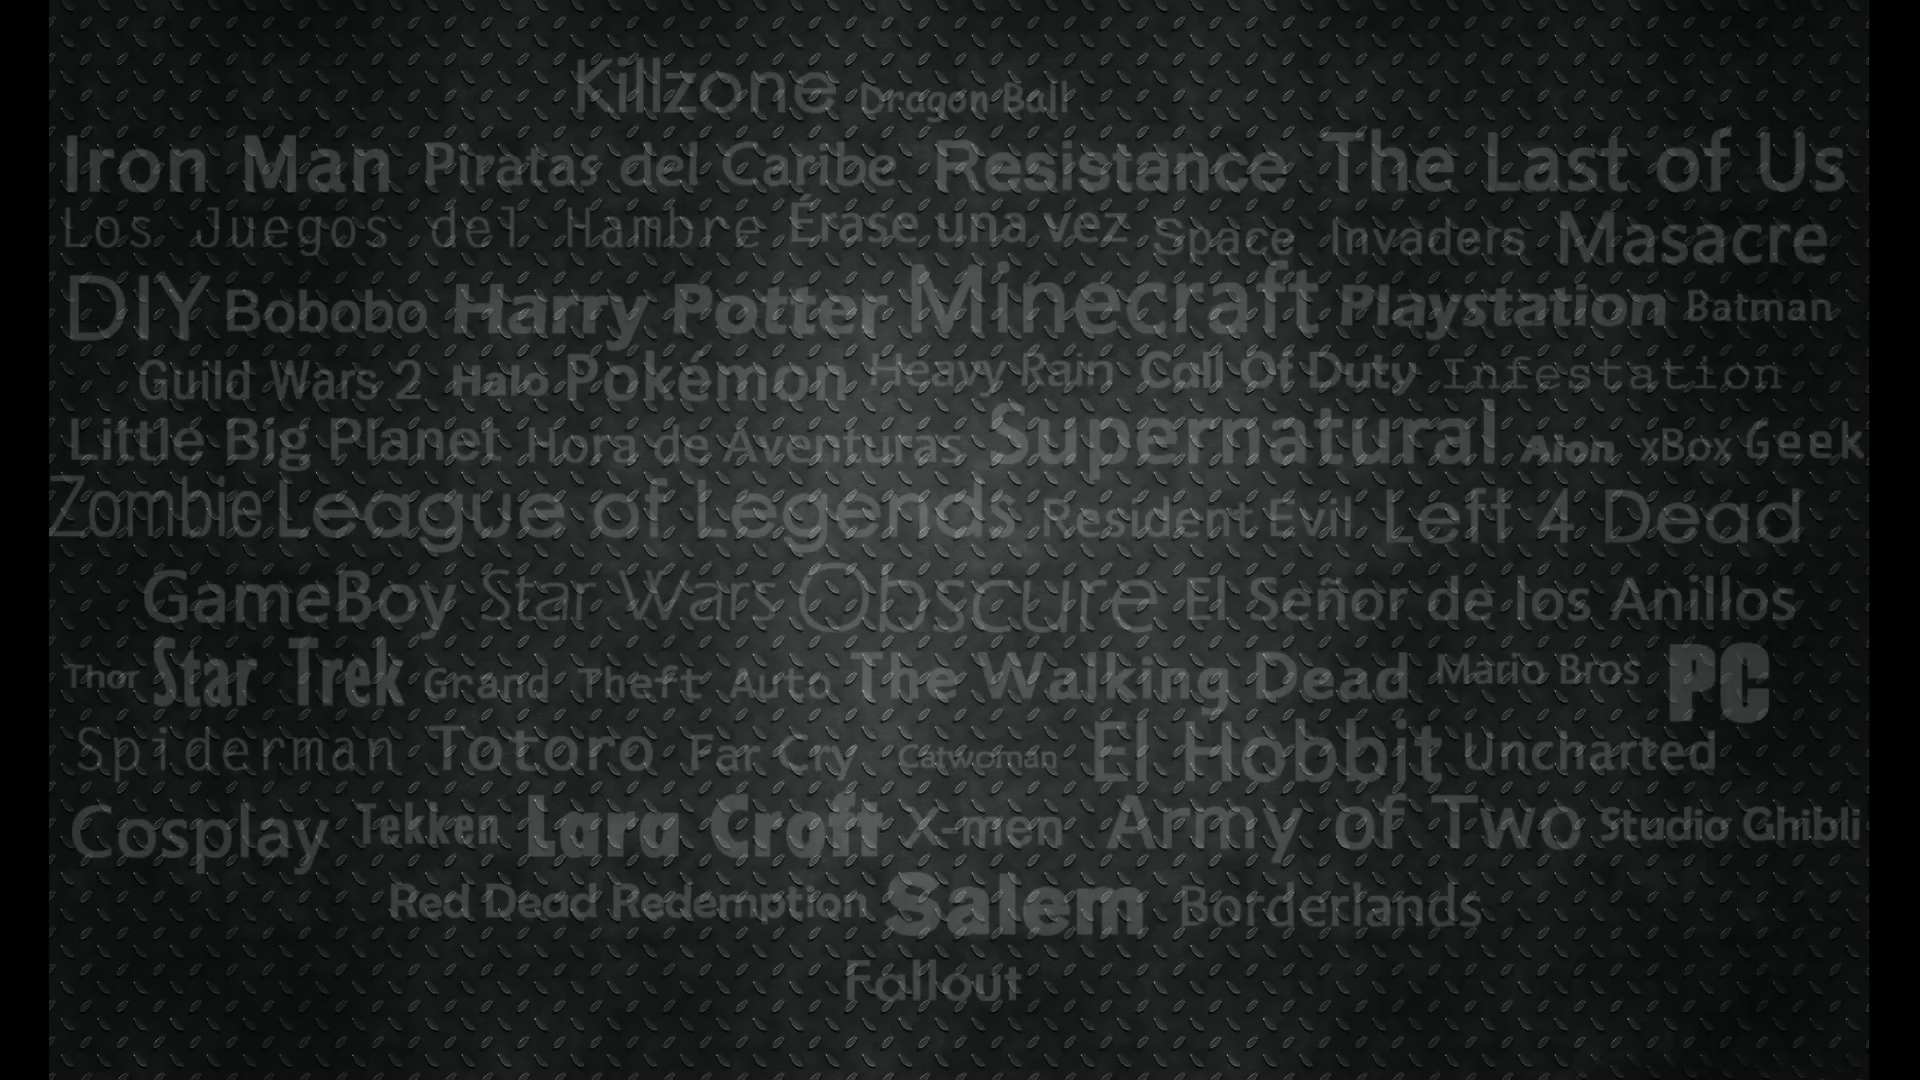 Killzone Dragon Ball
Iron Man Piratas del Caribe Resistance The Last of Us
Los Juegos del Hambre Érase una vez Space Invaders Masacre
DIY Bobobo Harry Potter Minecraft Playstation Batman
Guild Wars 2 Halo Pokémon Heavy Rain Call Of Duty Infestation
Little Big Planet Hora de Aventuras Supernatural Aion xBox Geek
Zombie League of Legends Resident Evil Left 4 Dead
GameBoy Star Wars Obscure El Señor de los Anillos
Thor Star Trek Grand Theft Auto The Walking Dead Mario Bros PC
Spiderman Totoro Far Cry Catwoman El Hobbit Uncharted
Cosplay Tekken Lara Croft X-men Army of Two Studio Ghibli
Red Dead Redemption Salem Borderlands
Fallout